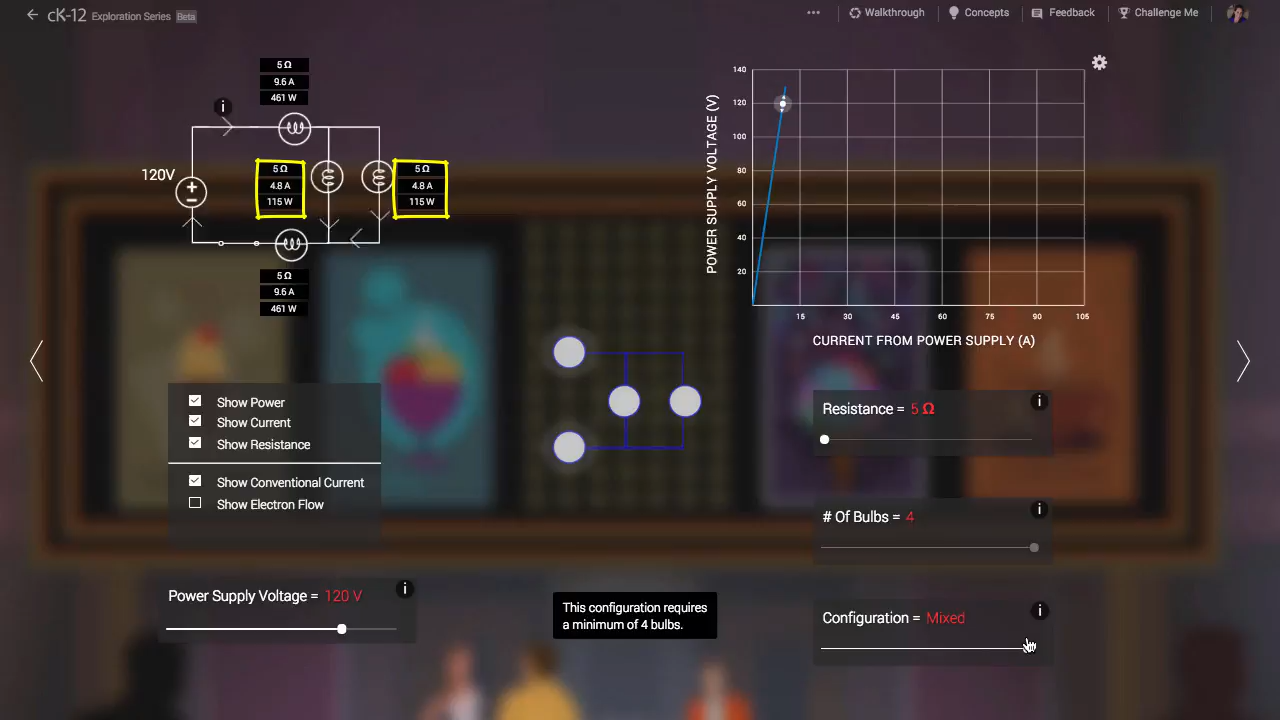 cK-12 Exploration Series Beta
••• Walkthrough Concepts Feedback Challenge Me
5 Ω
9.6 A
461 W
i
120V
5 Ω
4.8 A
115 W
5 Ω
4.8 A
115 W
5 Ω
9.6 A
461 W
POWER SUPPLY VOLTAGE (V)
140
120
100
80
60
40
20
15 30 45 60 75 90 105
CURRENT FROM POWER SUPPLY (A)
Show Power
Show Current
Show Resistance
Show Conventional Current
Show Electron Flow
Power Supply Voltage = 120 V i
This configuration requires
a minimum of 4 bulbs.
Resistance = 5 Ω i
# Of Bulbs = 4 i
Configuration = Mixed i